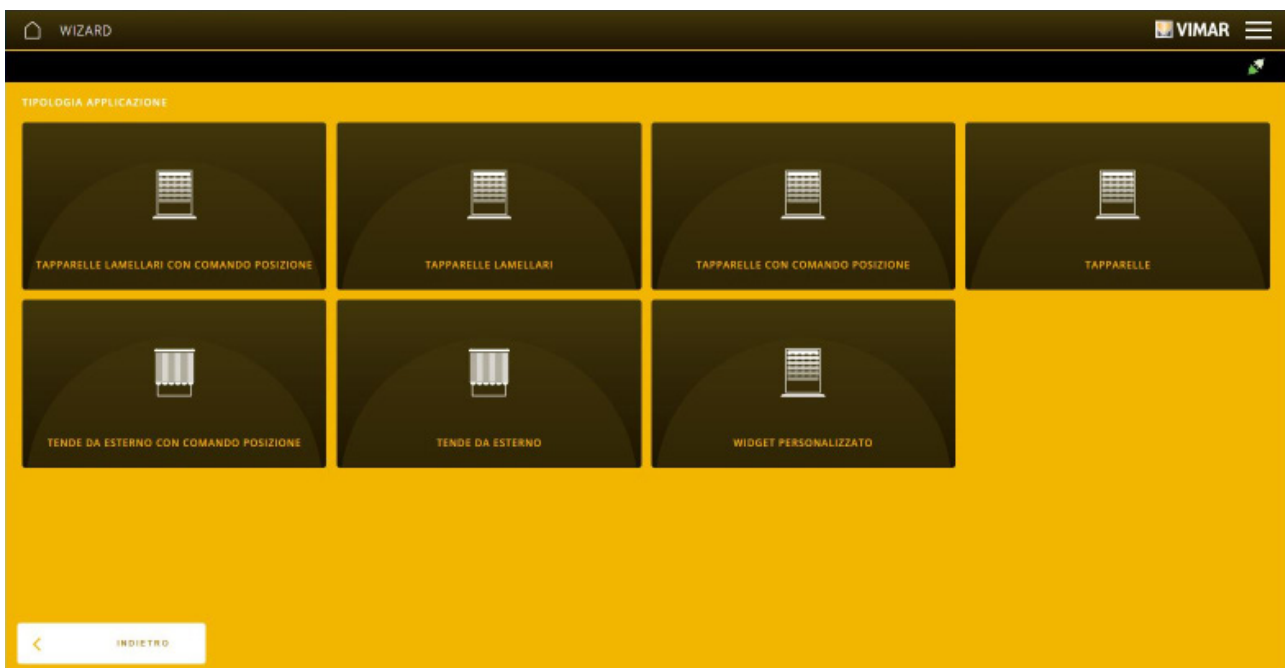 WIZARD
VIMAR
TIPOLOGIA APPLICAZIONE
TAPPARELLE LAMELLARI CON COMANDO POSIZIONE
TAPPARELLE LAMELLARI
TAPPARELLE CON COMANDO POSIZIONE
TAPPARELLE
TENDE DA ESTERNO CON COMANDO POSIZIONE
TENDE DA ESTERNO
WIDGET PERSONALIZZATO
INDIETRO